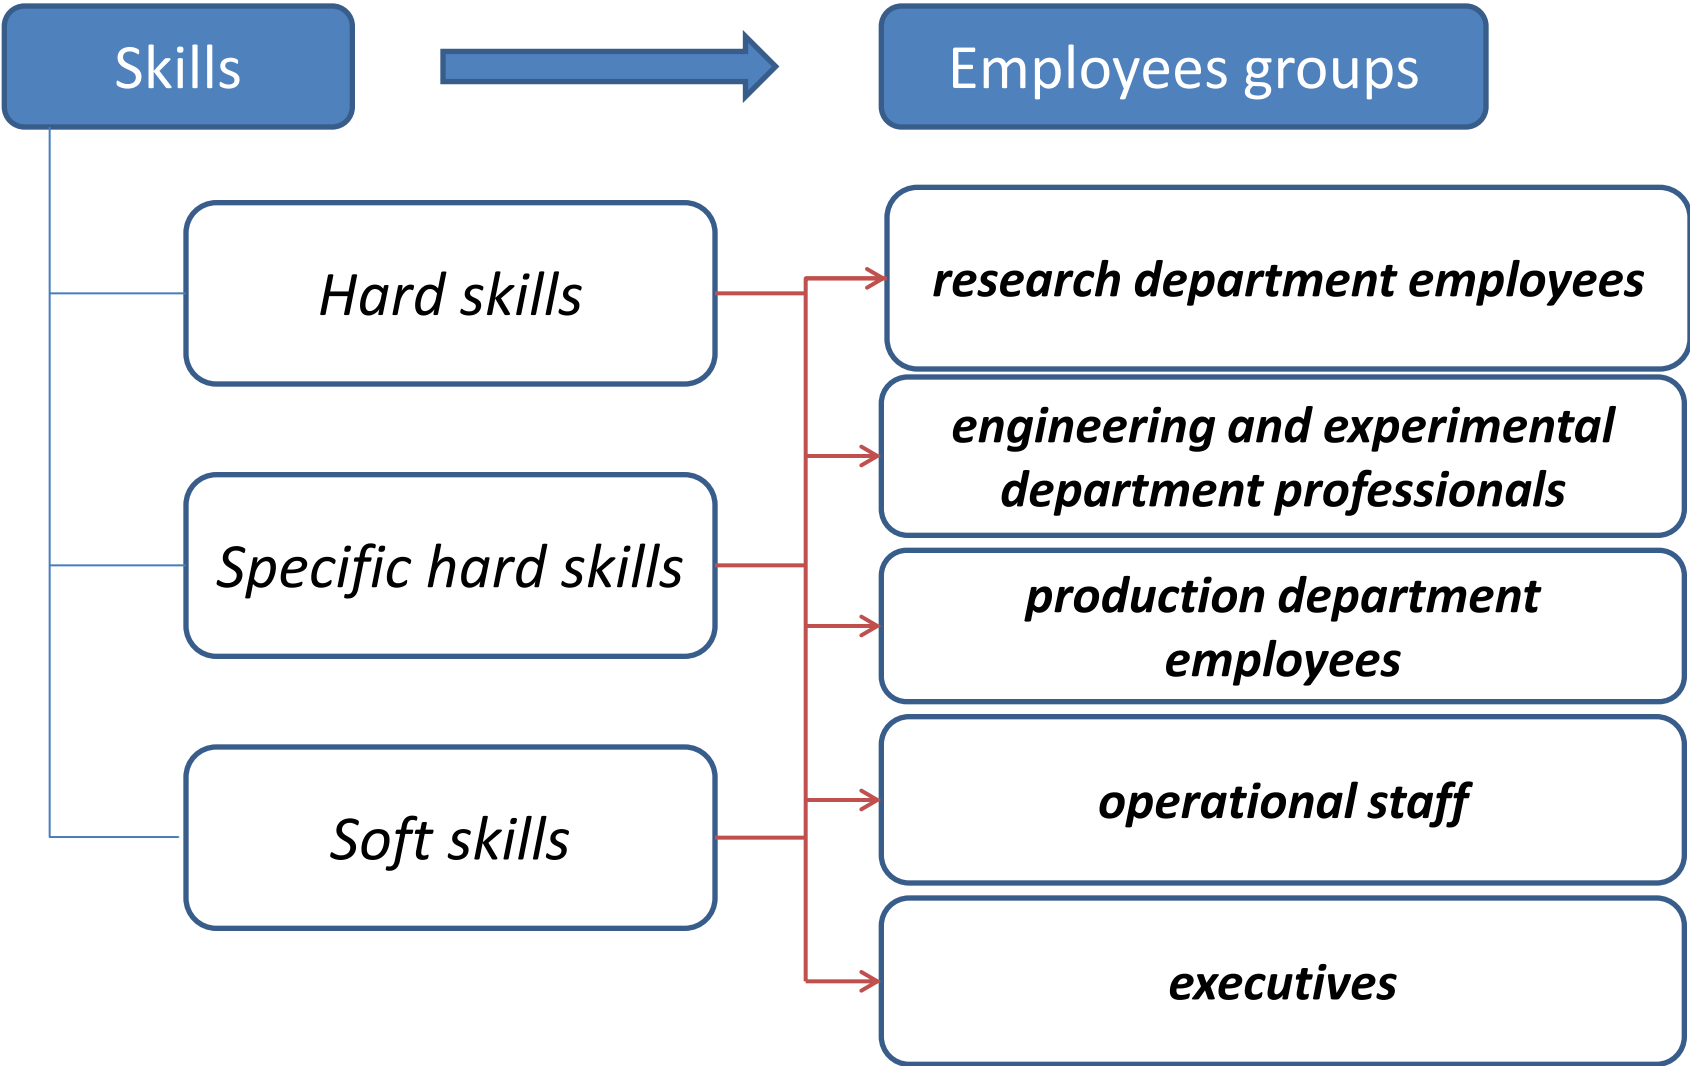 Skills
Employees groups
Hard skills
Specific hard skills
Soft skills
research department employees
engineering and experimental
department professionals
production department
employees
operational staff
executives